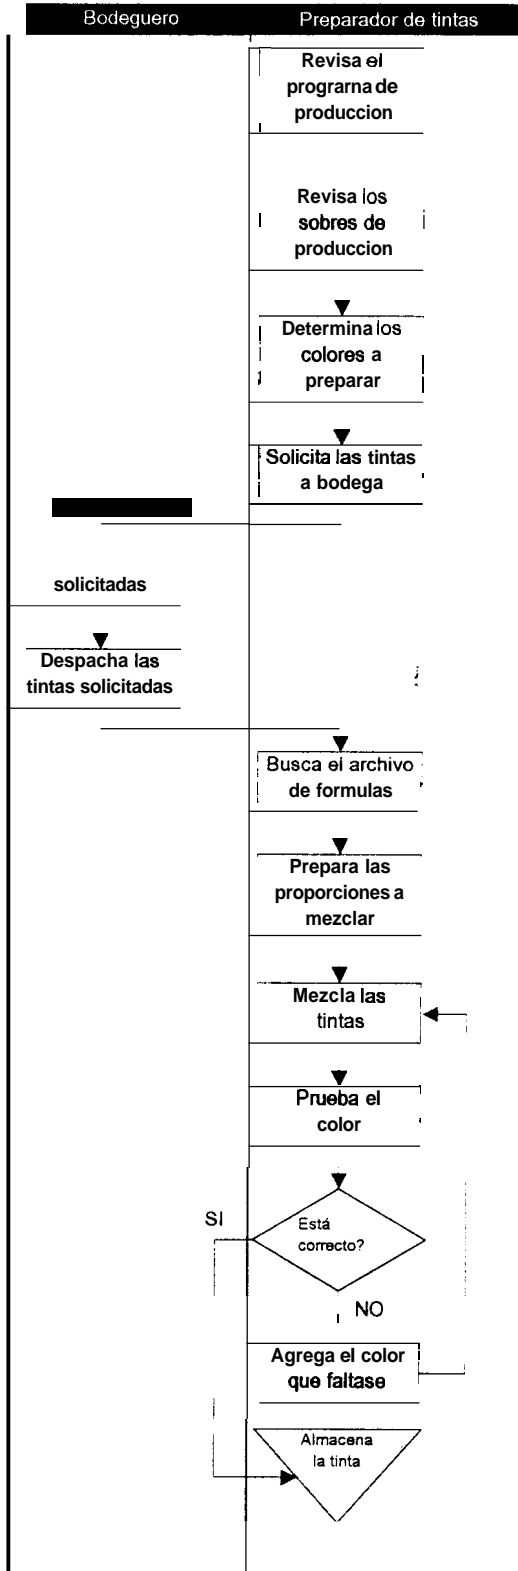 Bodeguero
Preparador de tintas
Revisa el
programa de
produccion
Revisa los
sobres de
produccion
Determina los
colores a
preparar
Solicita las tintas
a bodega
solicitadas
Despacha las
tintas solicitadas
Busca el archivo
de formulas
Prepara las
proporciones a
mezclar
Mezcla las
tintas
Prueba el
color
SI
Está
correcto?
NO
Agrega el color
que faltase
Almacena
la tinta